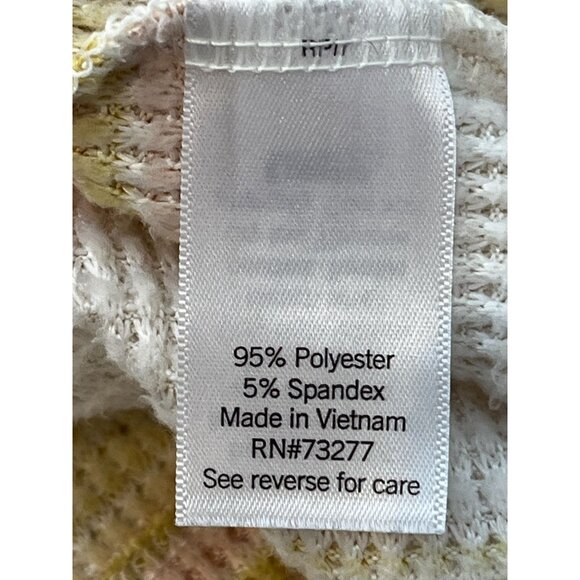 95% Polyester
5% Spandex
Made in Vietnam
RN#73277
See reverse for care